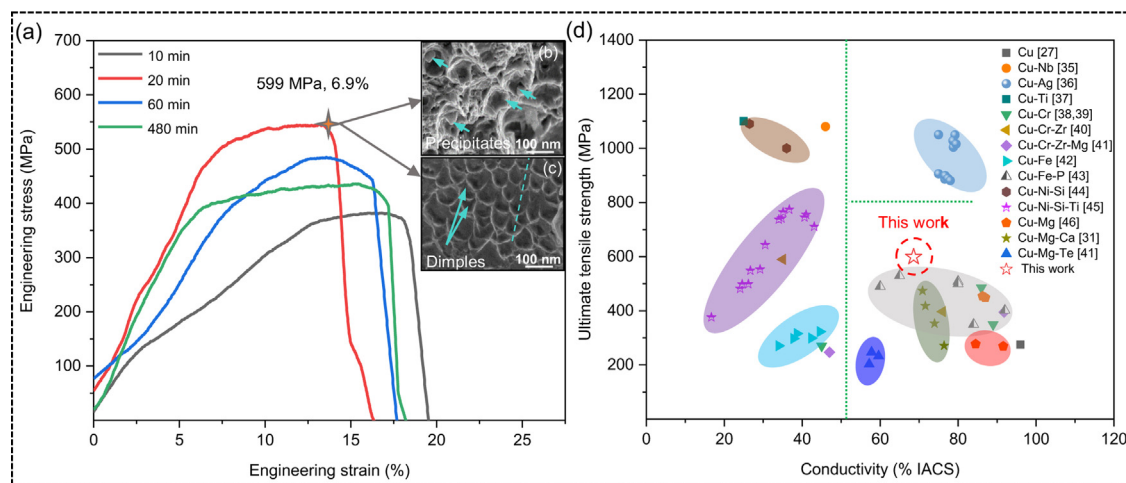 (a)
700
600
500
400
300
200
100
0
5
10
15
20
25
Engineering stress (MPa)
Engineering strain (%)
10 min
20 min
60 min
480 min
599 MPa, 6.9%
(b)
Precipitates
100 nm
(c)
Dimples
100 nm
(d)
1400
1200
1000
800
600
400
200
0
0
20
40
60
80
100
120
Ultimate tensile strength (MPa)
Conductivity (% IACS)
This work
Cu [27]
Cu-Nb [35]
Cu-Ag [36]
Cu-Ti [37]
Cu-Cr [38,39]
Cu-Cr-Zr [40]
Cu-Cr-Zr-Mg [41]
Cu-Fe [42]
Cu-Fe-P [43]
Cu-Ni-Si [44]
Cu-Ni-Si-Ti [45]
Cu-Mg [46]
Cu-Mg-Ca [31]
Cu-Mg-Te [41]
This work